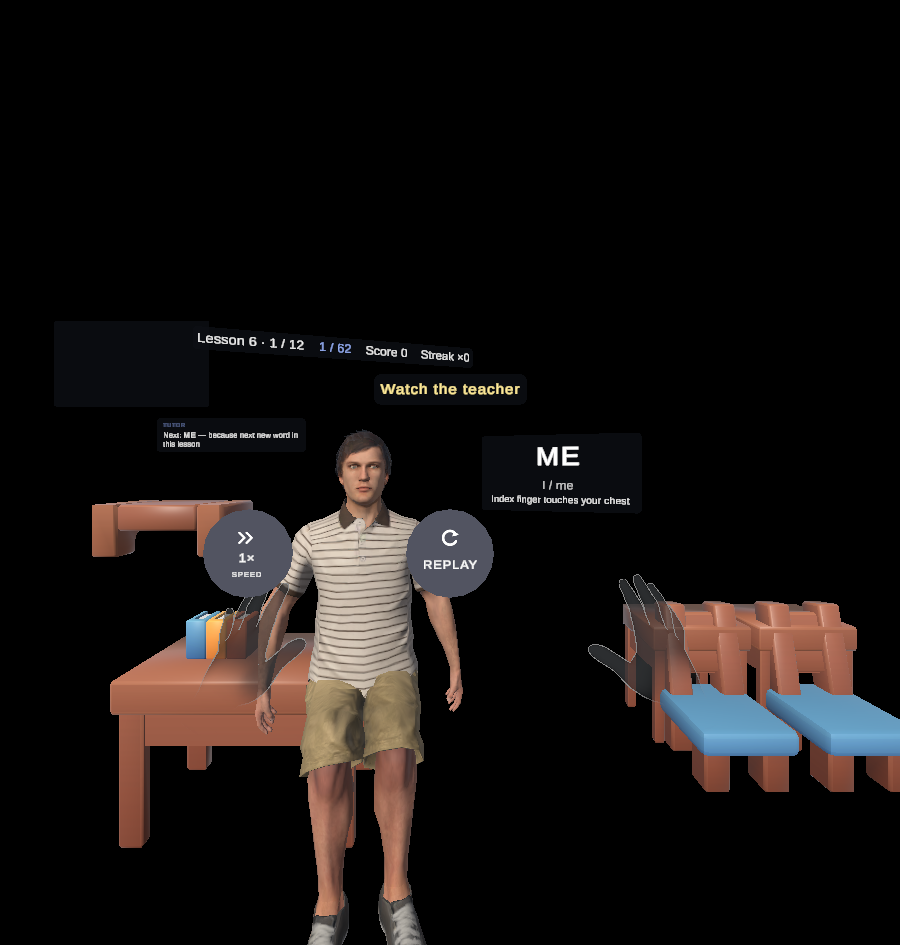 Lesson 6 · 1 / 12 1 / 62 Score 0 Streak ×0
Watch the teacher
TUTOR
Next: ME — because next new word in
this lesson
ME
I / me
Index finger touches your chest
1×
SPEED
REPLAY